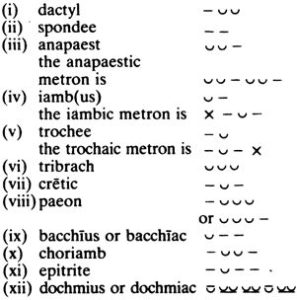 (i) dactyl – ᴗ ᴗ
(ii) spondee – –
(iii) anapaest ᴗ ᴗ –
the anapaestic
metron is ᴗ ᴗ – ᴗ ᴗ –
(iv) iamb(us) ᴗ –
the iambic metron is × – ᴗ –
(v) trochee – ᴗ
the trochaic metron is – ᴗ – ×
(vi) tribrach ᴗ ᴗ ᴗ
(vii) crētic – ᴗ –
(viii) paeon – ᴗ ᴗ ᴗ
or ᴗ ᴗ ᴗ –
(ix) bacchīus or bacchīac ᴗ – –
(x) choriamb – ᴗ ᴗ –
(xi) epitrite – ᴗ – –
(xii) dochmius or dochmiac